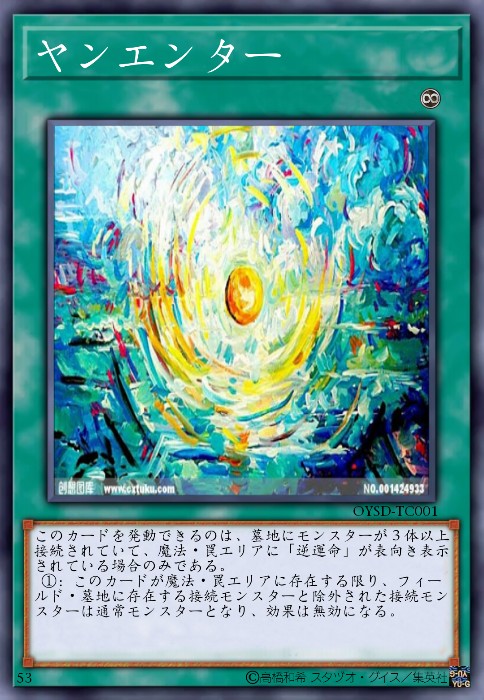 ヤンエンター
创意图库 www.cxtuku.com
NO.001424933
OYSD-TC001
このカードを発動できるのは、墓地にモンスターが３体以上
接続されていて、魔法・罠エリアに「逆運命」が表向き表示
されている場合のみである。
①：このカードが魔法・罠エリアに存在する限り、フィー
ルド・墓地に存在する接続モンスターと除外された接続モン
スターは通常モンスターとなり、効果は無効になる。
53
©高橋和希 スタヅオ・グイス／集英社